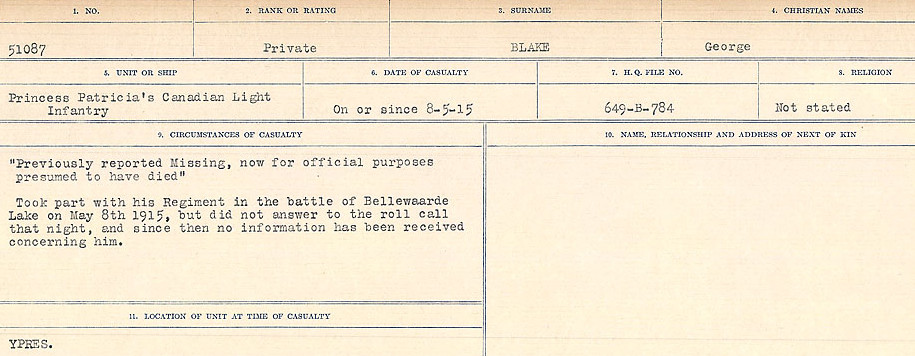 1. NO.
2. RANK OR RATING
3. SURNAME
4. CHRISTIAN NAMES
51087
Private
BLAKE
George
5. UNIT OR SHIP
6. DATE OF CASUALTY
7. H.Q. FILE NO.
8. RELIGION
Princess Patricia's Canadian Light
Infantry
On or since 8-5-15
649-B-784
Not stated
9. CIRCUMSTANCES OF CASUALTY
10. NAME, RELATIONSHIP AND ADDRESS OF NEXT OF KIN
"Previously reported Missing, now for official purposes
presumed to have died"
Took part with his Regiment in the battle of Bellewaarde
Lake on May 8th 1915, but did not answer to the roll call
that night, and since then no information has been received
concerning him.
11. LOCATION OF UNIT AT TIME OF CASUALTY
YPRES.